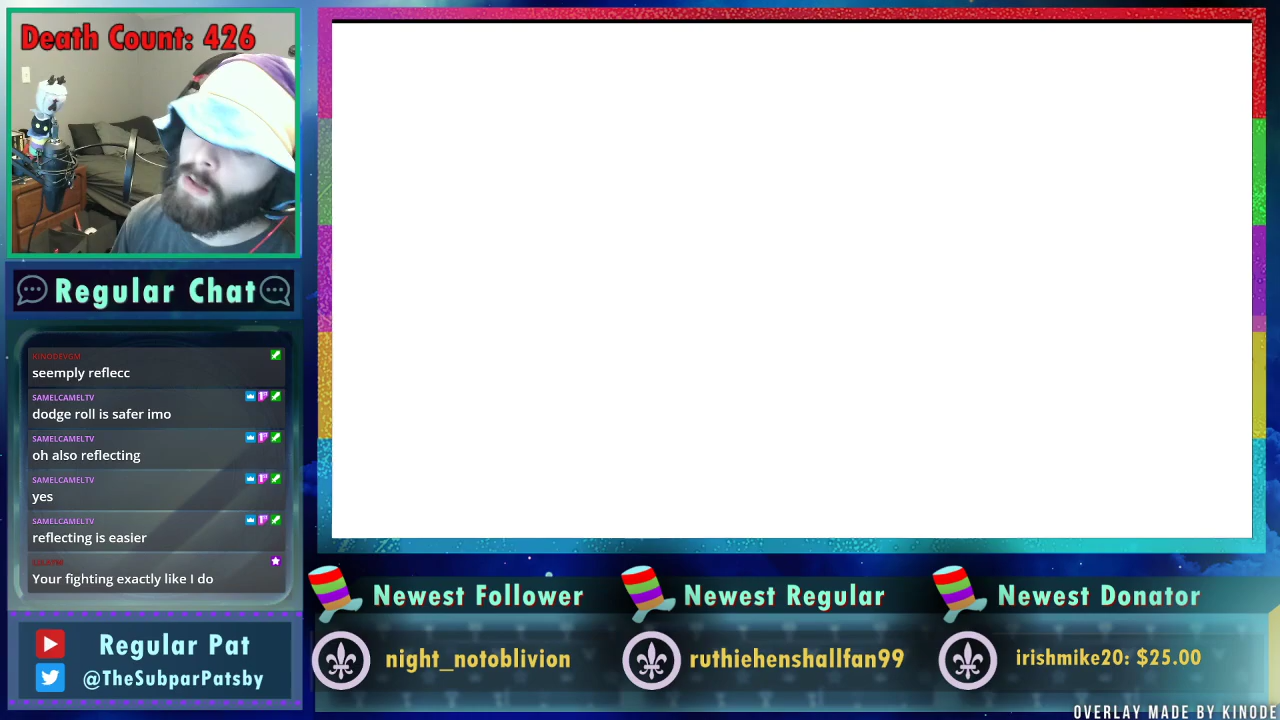 Death Count: 426
Regular Chat
KINODEVGM
seemply reflecc
SAMELCAMELTV
dodge roll is safer imo
SAMELCAMELTV
oh also reflecting
SAMELCAMELTV
yes
SAMELCAMELTV
reflecting is easier
Your fighting exactly like I do
Regular Pat
@TheSubparPatsby
Newest Follower
night_notoblivion
Newest Regular
ruthiehenshallfan99
Newest Donator
irishmike20: $25.00
OVERLAY MADE BY KINODE